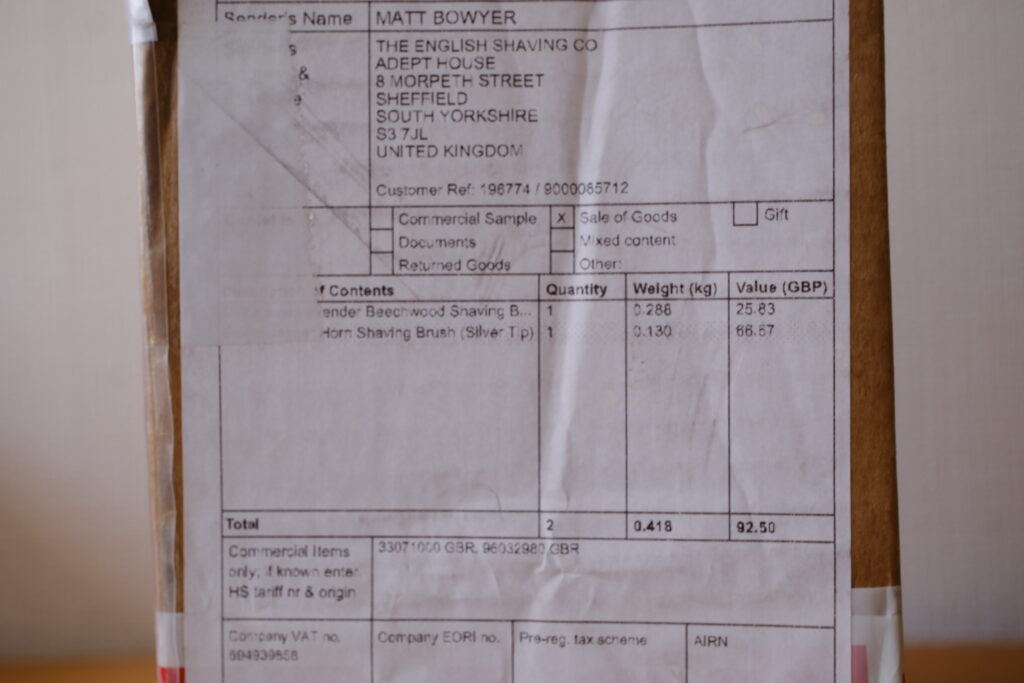 Sender's Name MATT BOWYER
THE ENGLISH SHAVING CO
s ADEPT HOUSE
& 8 MORPETH STREET
e SHEFFIELD
SOUTH YORKSHIRE
S3 7JL
UNITED KINGDOM
Customer Ref: 196774 / 9000085712
Commercial Sample X Sale of Goods Gift
Documents Mixed content
Returned Goods Other:
f Contents Quantity Weight (kg) Value (GBP)
ender Beechwood Shaving B... 1 0.288 25.83
Horn Shaving Brush (Silver Tip) 1 0.130 66.67
Total 2 0.418 92.50
Commercial Items 33071000 GBR, 96032980 GBR
only, if known enter
HS tariff nr & origin
Company VAT no. Company EORI no. Pre-reg. tax scheme AIRN